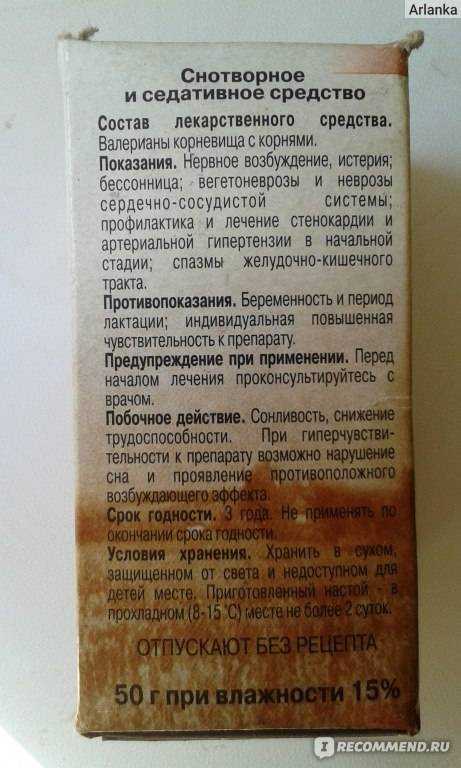 Arlanka
Снотворное
и седативное средство
Состав лекарственного средства.
Валерианы корневища с корнями.
Показания. Нервное возбуждение, истерия;
бессонница; вегетоневрозы и неврозы
сердечно-сосудистой системы;
профилактика и лечение стенокардии и
артериальной гипертензии в начальной
стадии; спазмы желудочно-кишечного
тракта.
Противопоказания. Беременность и период
лактации; индивидуальная повышенная
чувствительность к препарату.
Предупреждение при применении. Перед
началом лечения проконсультируйтесь с
врачом.
Побочное действие. Сонливость, снижение
трудоспособности. При гиперчувстви-
тельности к препарату возможно нарушение
сна и проявление противоположного
возбуждающего эффекта.
Срок годности. 3 года. Не применять по
окончании срока годности.
Условия хранения. Хранить в сухом,
защищенном от света и недоступном для
детей месте. Приготовленный настой - в
прохладном (8-15°С) месте не более 2 суток.
ОТПУСКАЮТ БЕЗ РЕЦЕПТА
50 г при влажности 15%
IRECOMMEND.RU